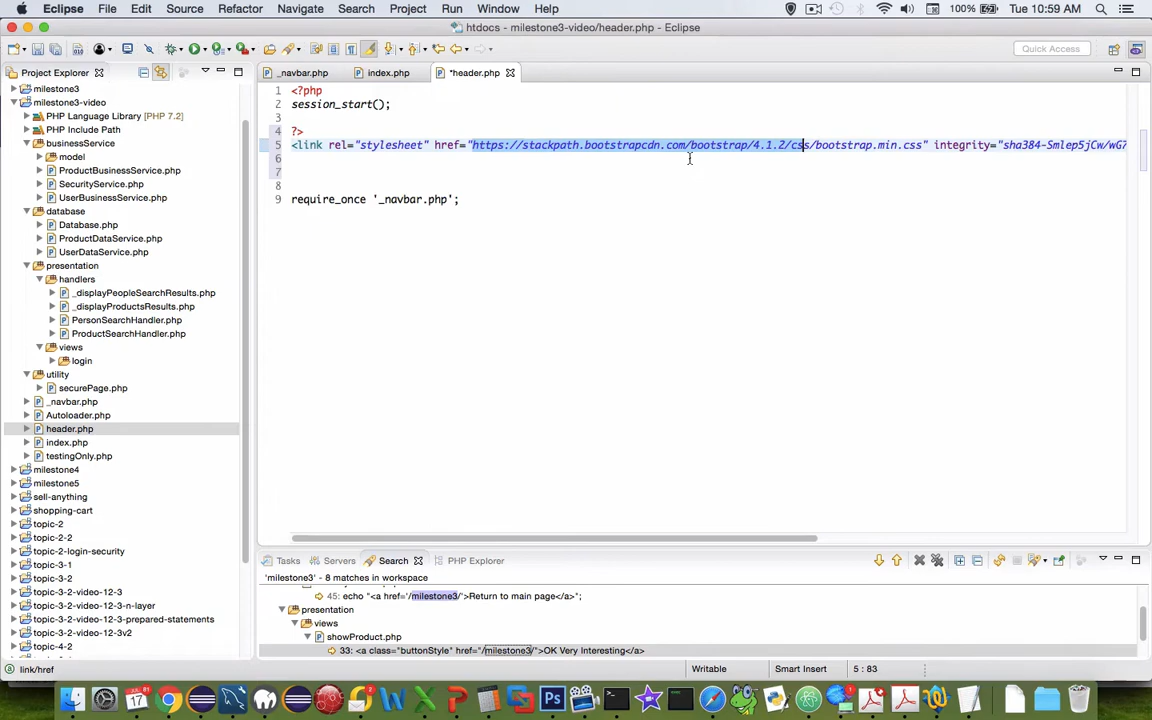 Eclipse File Edit Source Refactor Navigate Search Project Run Window Help 100% Tue 10:59 AM
htdocs - milestone3-video/header.php - Eclipse
Quick Access
Project Explorer
milestone3
milestone3-video
PHP Language Library [PHP 7.2]
PHP Include Path
businessService
model
ProductBusinessService.php
SecurityService.php
UserBusinessService.php
database
Database.php
ProductDataService.php
UserDataService.php
presentation
handlers
_displayPeopleSearchResults.php
_displayProductsResults.php
PersonSearchHandler.php
ProductSearchHandler.php
views
login
utility
securePage.php
_navbar.php
Autoloader.php
header.php
index.php
testingOnly.php
milestone4
milestone5
sell-anything
shopping-cart
topic-2
topic-2-2
topic-2-login-security
topic-3-1
topic-3-2
topic-3-2-video-12-3
topic-3-2-video-12-3-n-layer
topic-3-2-video-12-3-prepared-statements
topic-3-2-video-12-3v2
topic-4-2
_navbar.php index.php *header.php
1 <?php
2 session_start();
3
4 ?>
5 <link rel="stylesheet" href="https://stackpath.bootstrapcdn.com/bootstrap/4.1.2/css/bootstrap.min.css" integrity="sha384-Smlep5jCw/wG7
6
7
8
9 require_once '_navbar.php';
Tasks Servers Search PHP Explorer
'milestone3' - 8 matches in workspace
45: echo "<a href='/milestone3/'>Return to main page</a>";
presentation
views
showProduct.php
33: <a class="buttonStyle" href="/milestone3/">OK Very Interesting</a>
link/href Writable Smart Insert 5 : 83